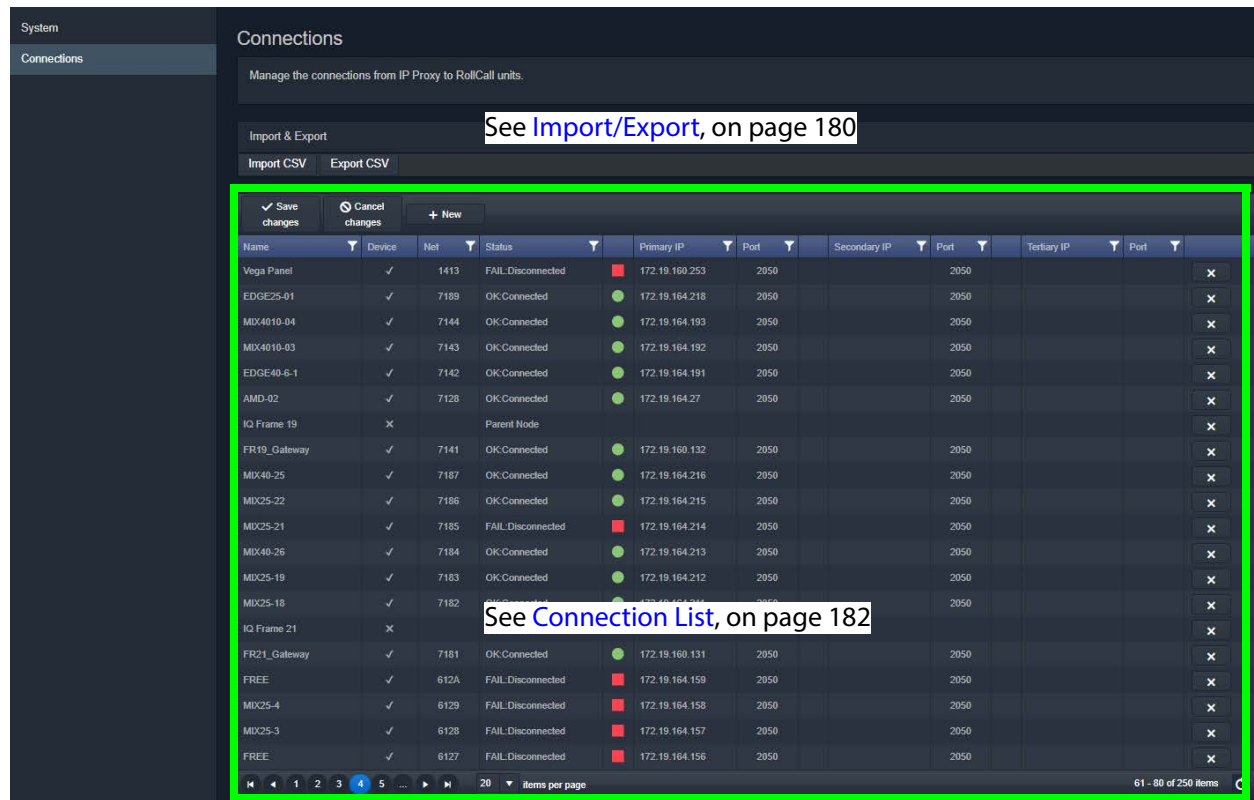 System
Connections
Connections
Manage the connections from IP Proxy to RollCall units.
Import & Export
See Import/Export, on page 180
Import CSV Export CSV
Save changes Cancel changes + New
Name Device Net Status Primary IP Port Secondary IP Port Tertiary IP Port
Vega Panel ✓ 1413 FAIL:Disconnected 172.19.160.253 2050 2050 ×
EDGE25-01 ✓ 7189 OK:Connected 172.19.164.218 2050 2050 ×
MIX4010-04 ✓ 7144 OK:Connected 172.19.164.193 2050 2050 ×
MIX4010-03 ✓ 7143 OK:Connected 172.19.164.192 2050 2050 ×
EDGE40-6-1 ✓ 7142 OK:Connected 172.19.164.191 2050 2050 ×
AMD-02 ✓ 7128 OK:Connected 172.19.164.27 2050 2050 ×
IQ Frame 19 × Parent Node ×
FR19_Gateway ✓ 7141 OK:Connected 172.19.160.132 2050 2050 ×
MIX40-25 ✓ 7187 OK:Connected 172.19.164.216 2050 2050 ×
MIX25-22 ✓ 7186 OK:Connected 172.19.164.215 2050 2050 ×
MIX25-21 ✓ 7185 FAIL:Disconnected 172.19.164.214 2050 2050 ×
MIX40-26 ✓ 7184 OK:Connected 172.19.164.213 2050 2050 ×
MIX25-19 ✓ 7183 OK:Connected 172.19.164.212 2050 2050 ×
MIX25-18 ✓ 7182 2050 ×
See Connection List, on page 182
IQ Frame 21 × ×
FR21_Gateway ✓ 7181 OK:Connected 172.19.160.131 2050 2050 ×
FREE ✓ 612A FAIL:Disconnected 172.19.164.159 2050 2050 ×
MIX25-4 ✓ 6129 FAIL:Disconnected 172.19.164.158 2050 2050 ×
MIX25-3 ✓ 6128 FAIL:Disconnected 172.19.164.157 2050 2050 ×
FREE ✓ 6127 FAIL:Disconnected 172.19.164.156 2050 2050 ×
1 2 3 4 5 ... 20 items per page 61 - 80 of 250 items